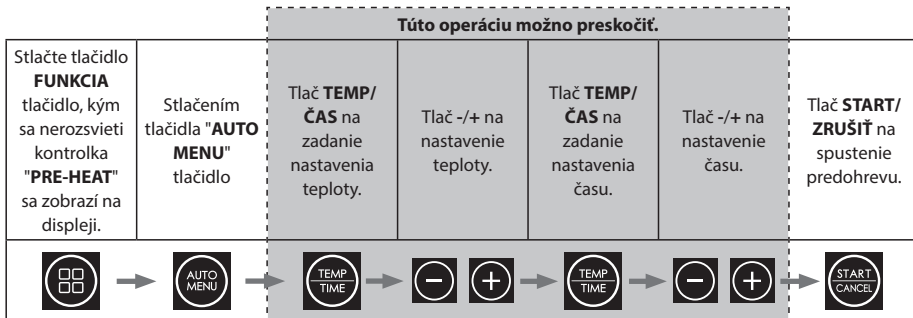 Túto operáciu možno preskočiť.
Stlačte tlačidlo
FUNKCIA
tlačidlo, kým
sa nerozsvieti
kontrolka
"PRE-HEAT"
sa zobrazí na
displeji.
Stlačením
tlačidla "AUTO
MENU"
tlačidlo
Tlač TEMP/
ČAS na
zadanie
nastavenia
teploty.
Tlač -/+ na
nastavenie
teploty.
Tlač TEMP/
ČAS na
zadanie
nastavenia
času.
Tlač -/+ na
nastavenie
času.
Tlač START/
ZRUŠIŤ na
spustenie
predohrevu.
AUTO
MENU
TEMP
TIME
TEMP
TIME
START
CANCEL